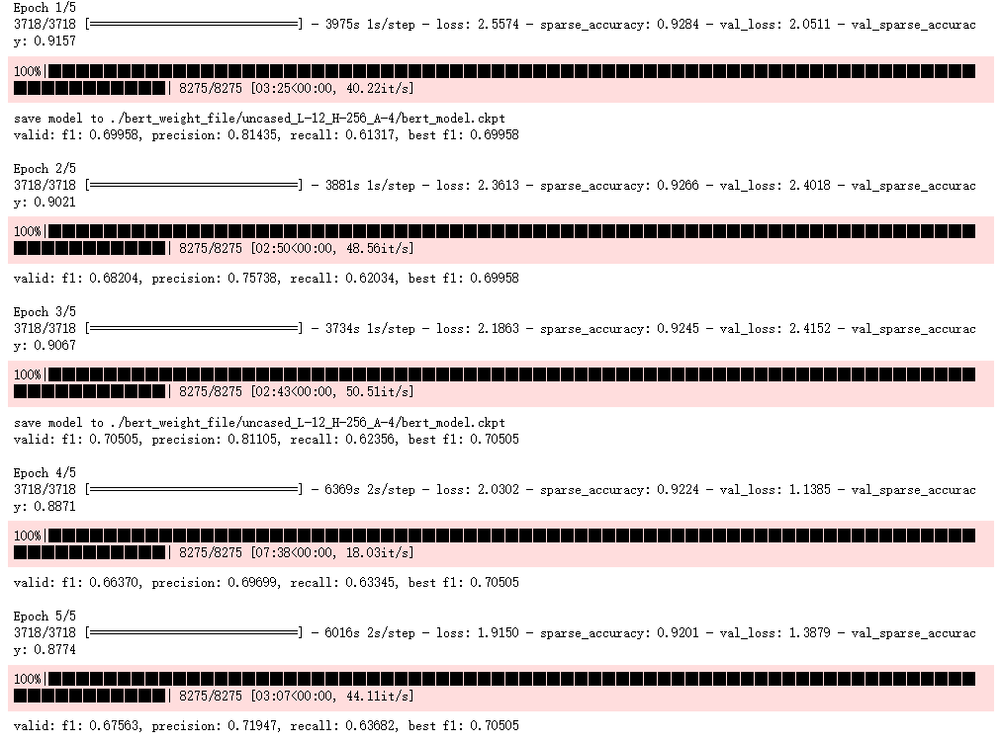 Epoch 1/5
3718/3718 [==============================] - 3975s 1s/step - loss: 2.5574 - sparse_accuracy: 0.9284 - val_loss: 2.0511 - val_sparse_accurac
y: 0.9157
100%|████████████████████████████████████████████████████████████████████
███████████| 8275/8275 [03:25<00:00, 40.22it/s]
save model to ./bert_weight_file/uncased_L-12_H-256_A-4/bert_model.ckpt
valid: f1: 0.69958, precision: 0.81435, recall: 0.61317, best f1: 0.69958
Epoch 2/5
3718/3718 [==============================] - 3881s 1s/step - loss: 2.3613 - sparse_accuracy: 0.9266 - val_loss: 2.4018 - val_sparse_accurac
y: 0.9021
100%|████████████████████████████████████████████████████████████████████
███████████| 8275/8275 [02:50<00:00, 48.56it/s]
valid: f1: 0.68204, precision: 0.75738, recall: 0.62034, best f1: 0.69958
Epoch 3/5
3718/3718 [==============================] - 3734s 1s/step - loss: 2.1863 - sparse_accuracy: 0.9245 - val_loss: 2.4152 - val_sparse_accurac
y: 0.9067
100%|████████████████████████████████████████████████████████████████████
███████████| 8275/8275 [02:43<00:00, 50.51it/s]
save model to ./bert_weight_file/uncased_L-12_H-256_A-4/bert_model.ckpt
valid: f1: 0.70505, precision: 0.81105, recall: 0.62356, best f1: 0.70505
Epoch 4/5
3718/3718 [==============================] - 6369s 2s/step - loss: 2.0302 - sparse_accuracy: 0.9224 - val_loss: 1.1385 - val_sparse_accurac
y: 0.8871
100%|████████████████████████████████████████████████████████████████████
███████████| 8275/8275 [07:38<00:00, 18.03it/s]
valid: f1: 0.66370, precision: 0.69699, recall: 0.63345, best f1: 0.70505
Epoch 5/5
3718/3718 [==============================] - 6016s 2s/step - loss: 1.9150 - sparse_accuracy: 0.9201 - val_loss: 1.3879 - val_sparse_accurac
y: 0.8774
100%|████████████████████████████████████████████████████████████████████
███████████| 8275/8275 [03:07<00:00, 44.11it/s]
valid: f1: 0.67563, precision: 0.71947, recall: 0.63682, best f1: 0.70505